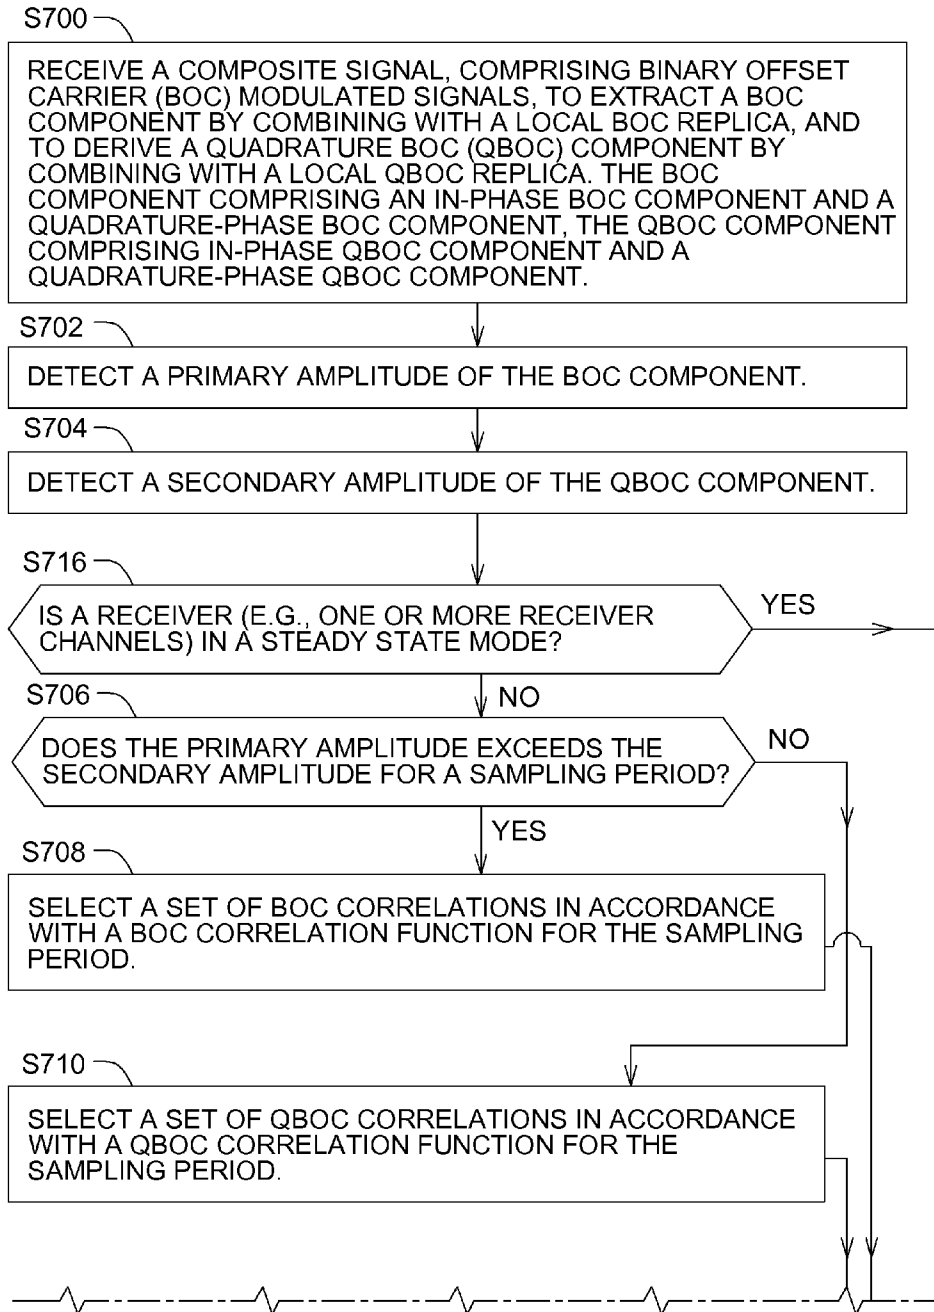 S700
RECEIVE A COMPOSITE SIGNAL, COMPRISING BINARY OFFSET
CARRIER (BOC) MODULATED SIGNALS, TO EXTRACT A BOC
COMPONENT BY COMBINING WITH A LOCAL BOC REPLICA, AND
TO DERIVE A QUADRATURE BOC (QBOC) COMPONENT BY
COMBINING WITH A LOCAL QBOC REPLICA. THE BOC
COMPONENT COMPRISING AN IN-PHASE BOC COMPONENT AND A
QUADRATURE-PHASE BOC COMPONENT, THE QBOC COMPONENT
COMPRISING IN-PHASE QBOC COMPONENT AND A
QUADRATURE-PHASE QBOC COMPONENT.
S702
DETECT A PRIMARY AMPLITUDE OF THE BOC COMPONENT.
S704
DETECT A SECONDARY AMPLITUDE OF THE QBOC COMPONENT.
S716
IS A RECEIVER (E.G., ONE OR MORE RECEIVER
CHANNELS) IN A STEADY STATE MODE?
YES
NO
S706
DOES THE PRIMARY AMPLITUDE EXCEEDS THE
SECONDARY AMPLITUDE FOR A SAMPLING PERIOD?
NO
YES
S708
SELECT A SET OF BOC CORRELATIONS IN ACCORDANCE
WITH A BOC CORRELATION FUNCTION FOR THE SAMPLING
PERIOD.
S710
SELECT A SET OF QBOC CORRELATIONS IN ACCORDANCE
WITH A QBOC CORRELATION FUNCTION FOR THE
SAMPLING PERIOD.